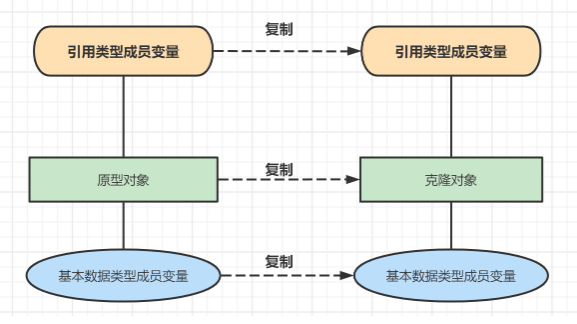 复制
引用类型成员变量
引用类型成员变量
复制
原型对象
克隆对象
复制
基本数据类型成员变量
基本数据类型成员变量